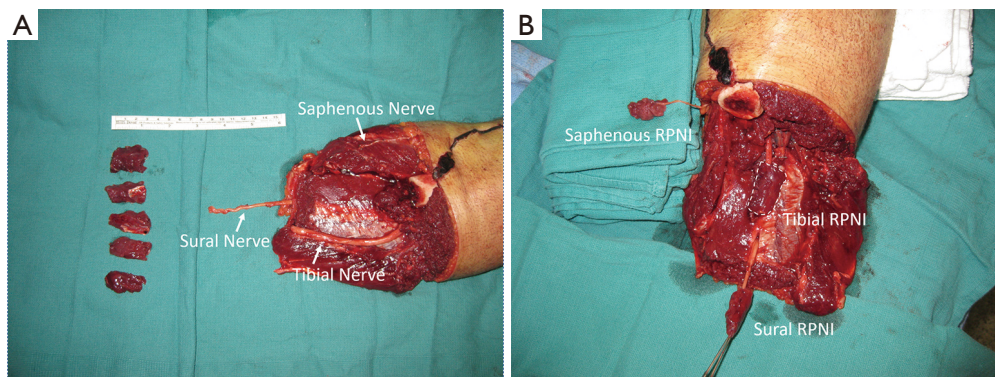 A
Saphenous Nerve
Sural Nerve
Tibial Nerve
B
Saphenous RPNI
Tibial RPNI
Sural RPNI